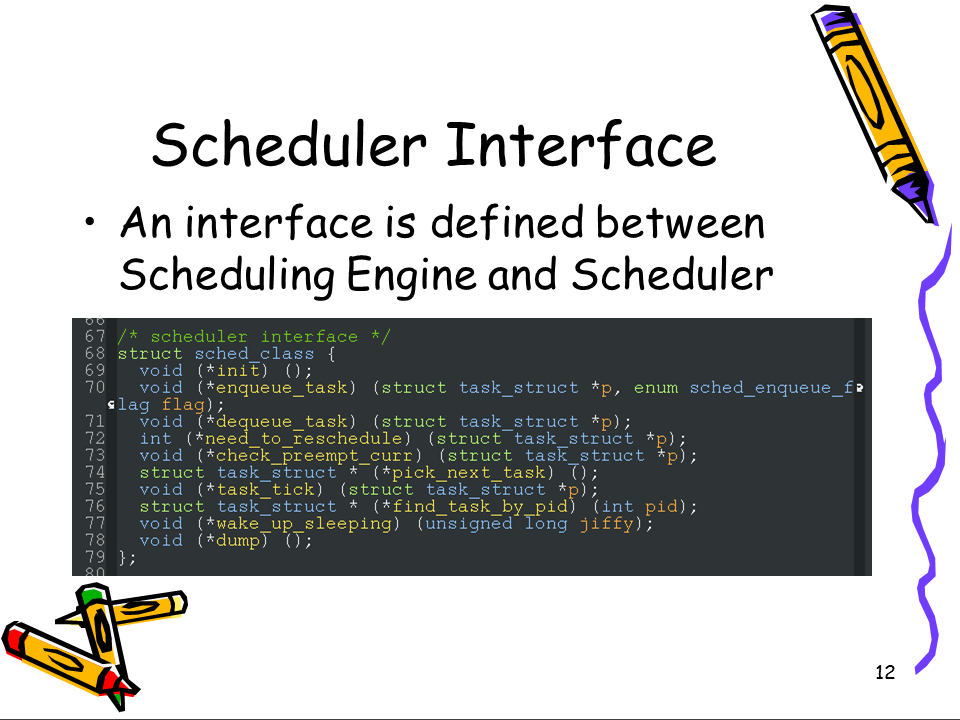 Scheduler Interface
• An interface is defined between
Scheduling Engine and Scheduler
66
67 /* scheduler interface */
68 struct sched_class {
69   void (*init) ();
70   void (*enqueue_task) (struct task_struct *p, enum sched_enqueue_f
lag flag);
71   void (*dequeue_task) (struct task_struct *p);
72   int (*need_to_reschedule) (struct task_struct *p);
73   void (*check_preempt_curr) (struct task_struct *p);
74   struct task_struct * (*pick_next_task) ();
75   void (*task_tick) (struct task_struct *p);
76   struct task_struct * (*find_task_by_pid) (int pid);
77   void (*wake_up_sleeping) (unsigned long jiffy);
78   void (*dump) ();
79 };
80
12